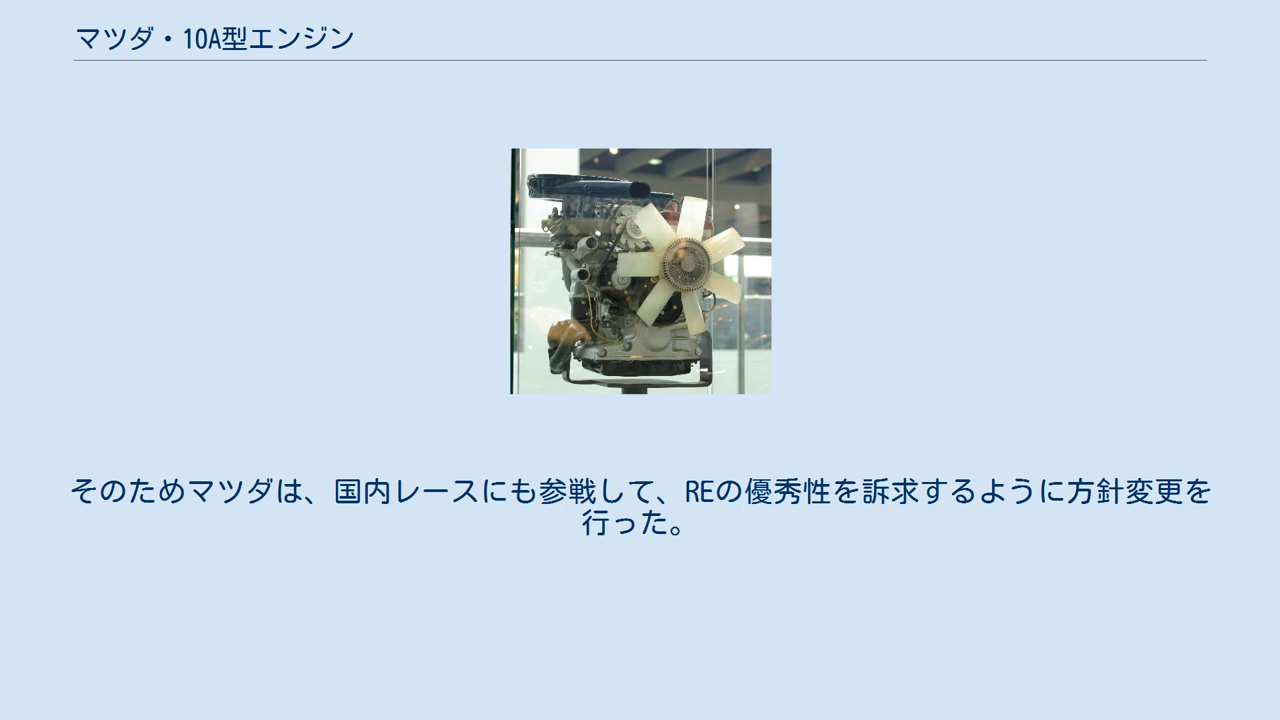 マツダ・10A型エンジン
そのためマツダは、国内レースにも参戦して、REの優秀性を訴求するように方針変更を
行った。